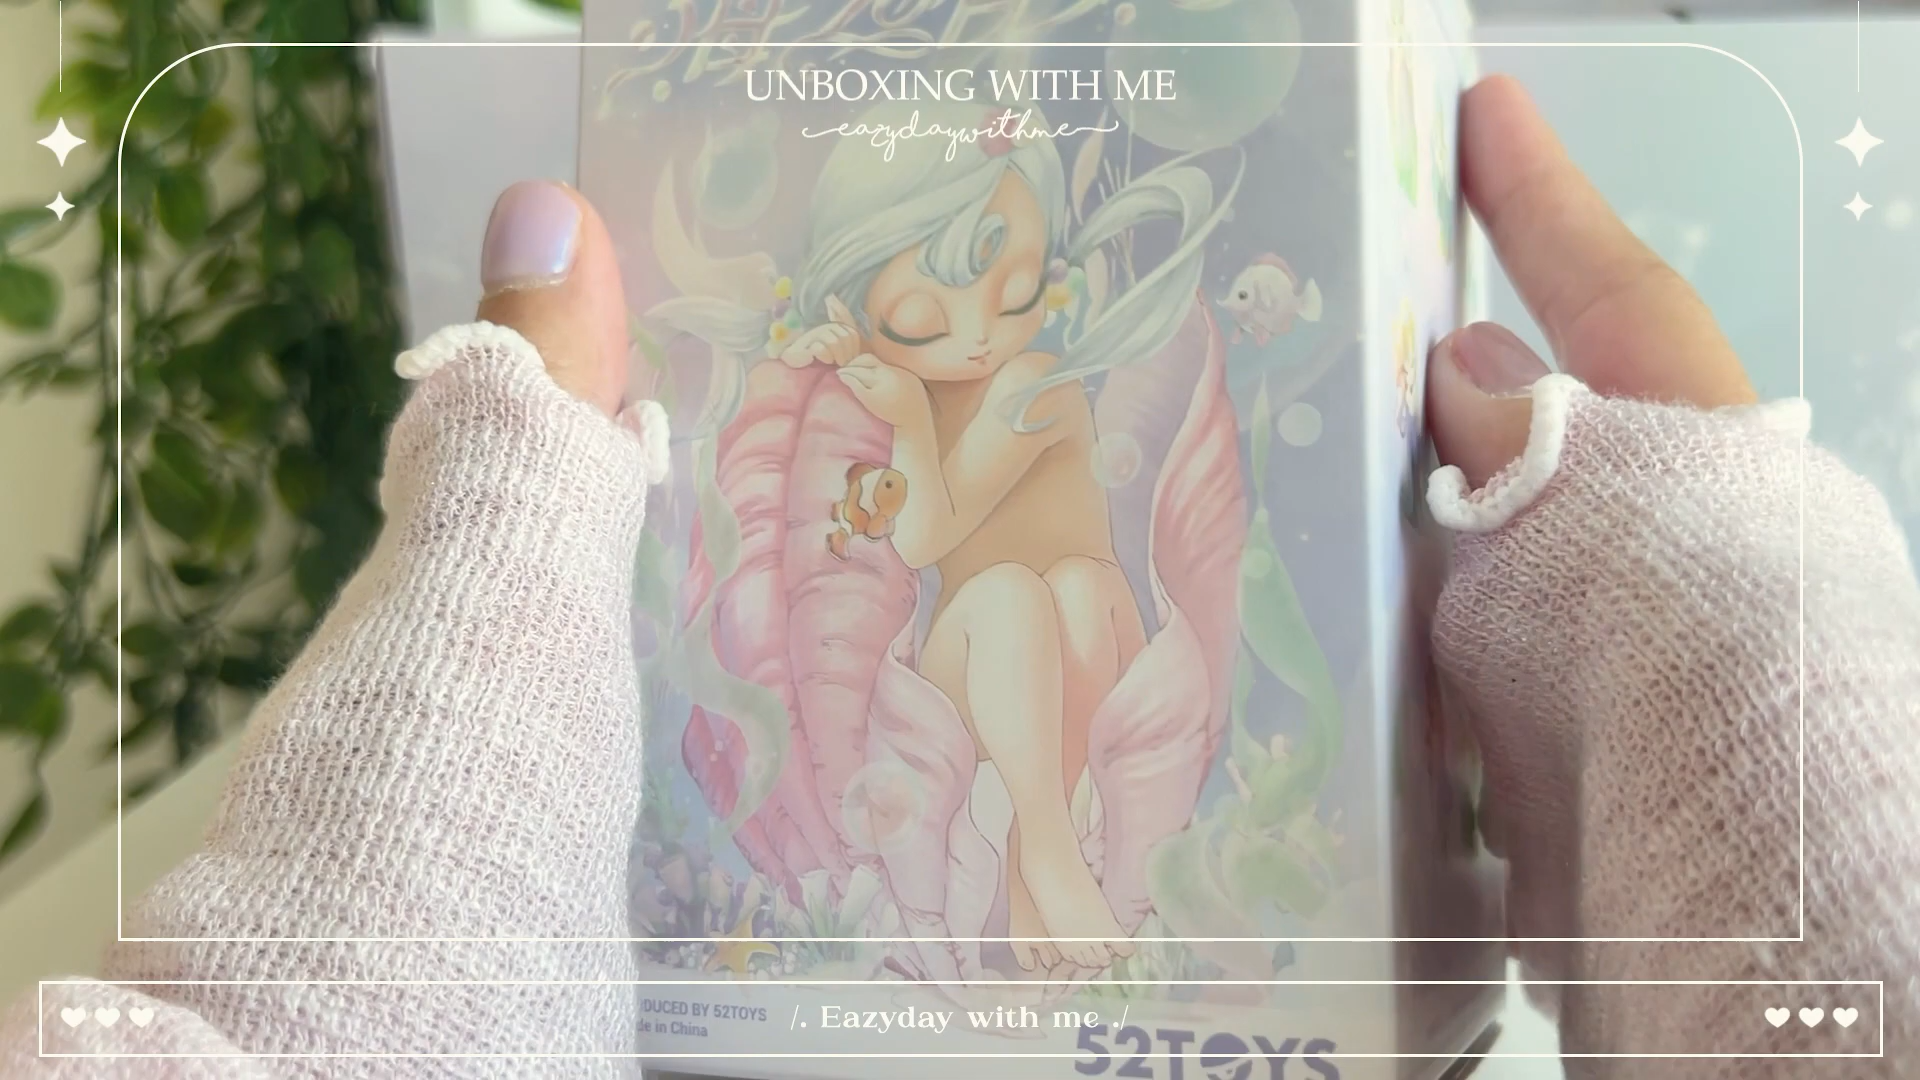 UNBOXING WITH ME
eazydaywithme
DUCED BY 52TOYS
de in China
/. Eazyday with me ./
52TOYS